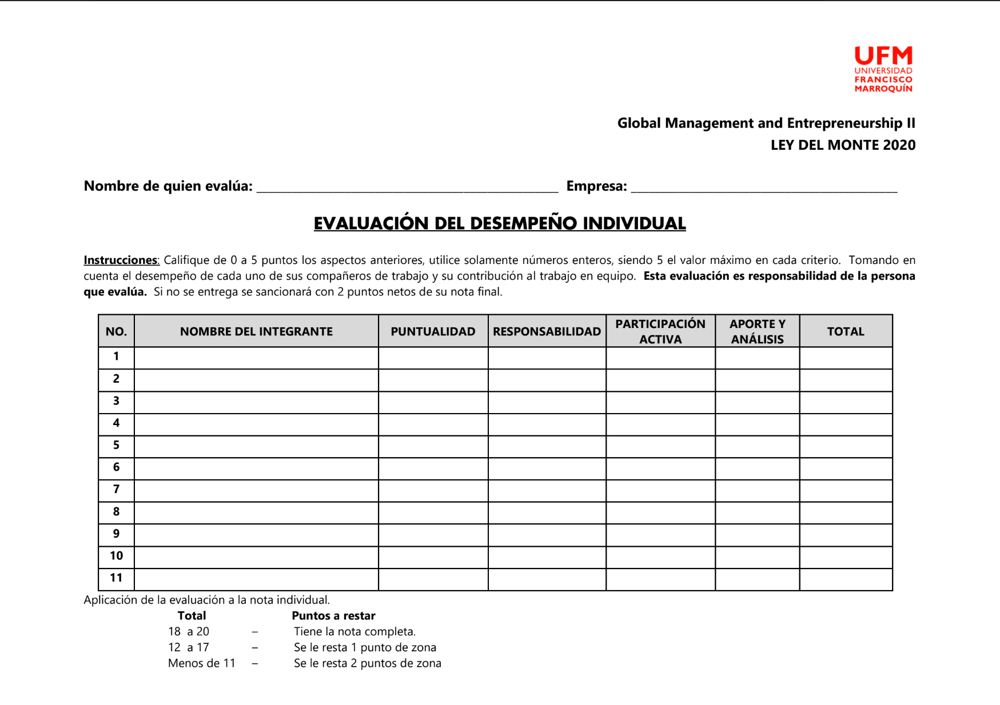 UFM
UNIVERSIDAD
FRANCISCO
MARROQUÍN
Global Management and Entrepreneurship II
LEY DEL MONTE 2020
Nombre de quien evalúa: ______________________________________________ Empresa: ______________________________________________
EVALUACIÓN DEL DESEMPEÑO INDIVIDUAL
Instrucciones: Califique de 0 a 5 puntos los aspectos anteriores, utilice solamente números enteros, siendo 5 el valor máximo en cada criterio. Tomando en
cuenta el desempeño de cada uno de sus compañeros de trabajo y su contribución al trabajo en equipo. Esta evaluación es responsabilidad de la persona
que evalúa. Si no se entrega se sancionará con 2 puntos netos de su nota final.
NO. NOMBRE DEL INTEGRANTE PUNTUALIDAD RESPONSABILIDAD PARTICIPACIÓN ACTIVA APORTE Y ANÁLISIS TOTAL
1
2
3
4
5
6
7
8
9
10
11
Aplicación de la evaluación a la nota individual.
Total Puntos a restar
18 a 20 – Tiene la nota completa.
12 a 17 – Se le resta 1 punto de zona
Menos de 11 – Se le resta 2 puntos de zona